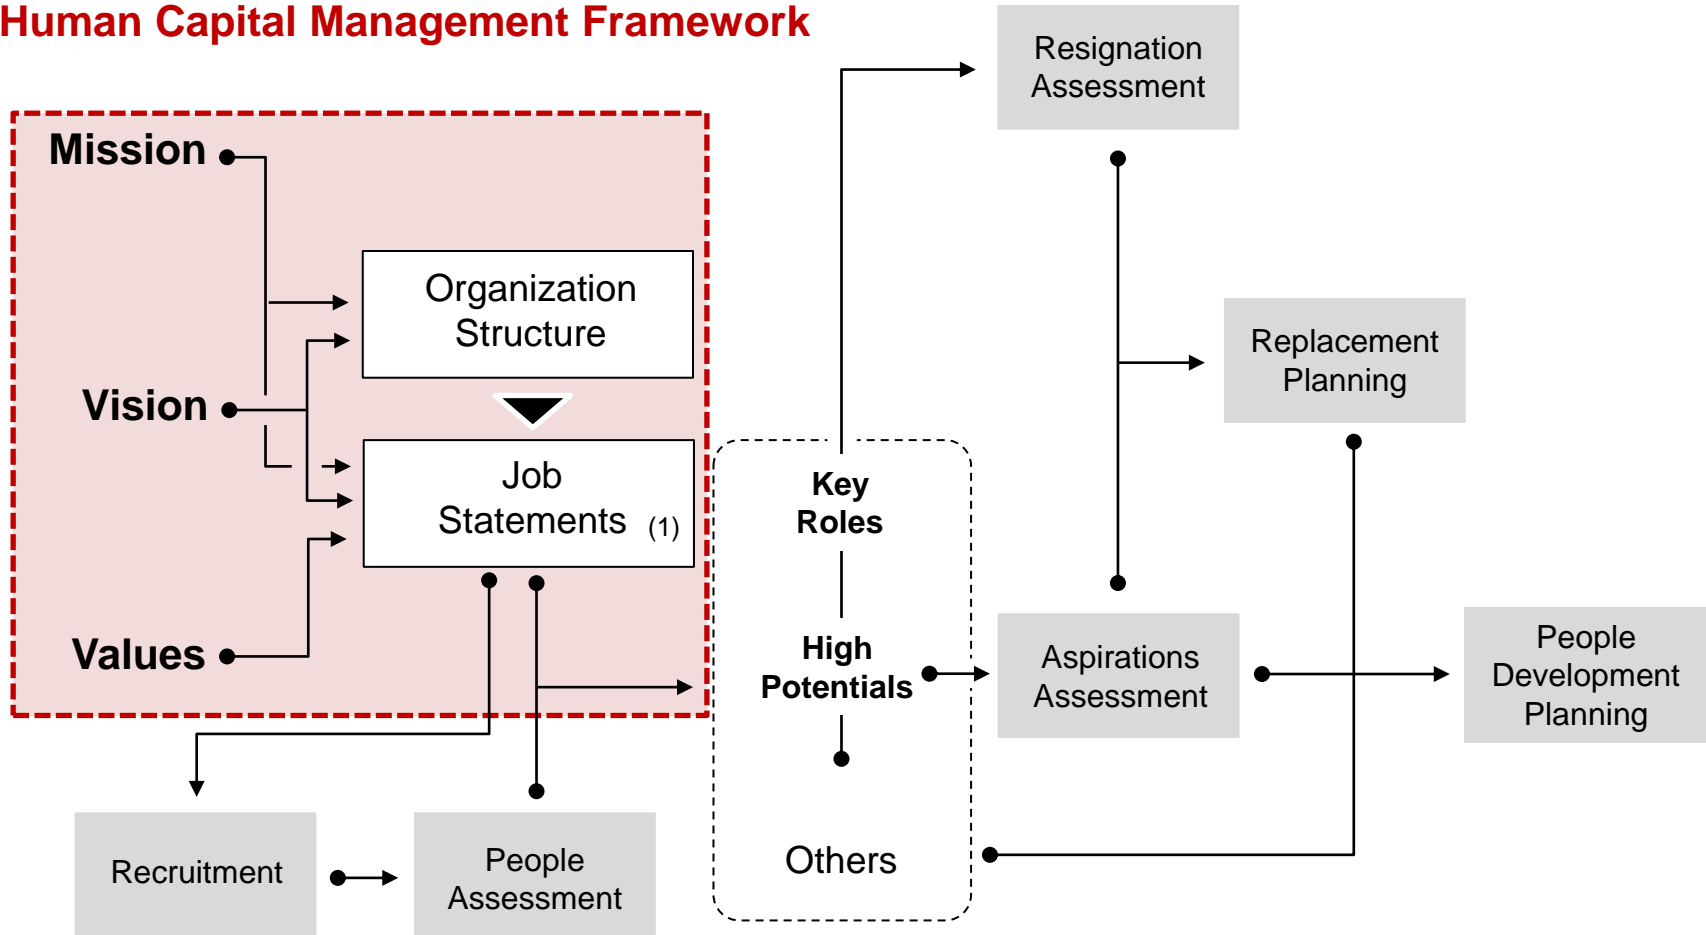 Human Capital Management Framework
Mission
Vision
Values
Organization
Structure
Job
Statements (1)
Recruitment
People
Assessment
Key
Roles
High
Potentials
Others
Resignation
Assessment
Replacement
Planning
Aspirations
Assessment
People
Development
Planning